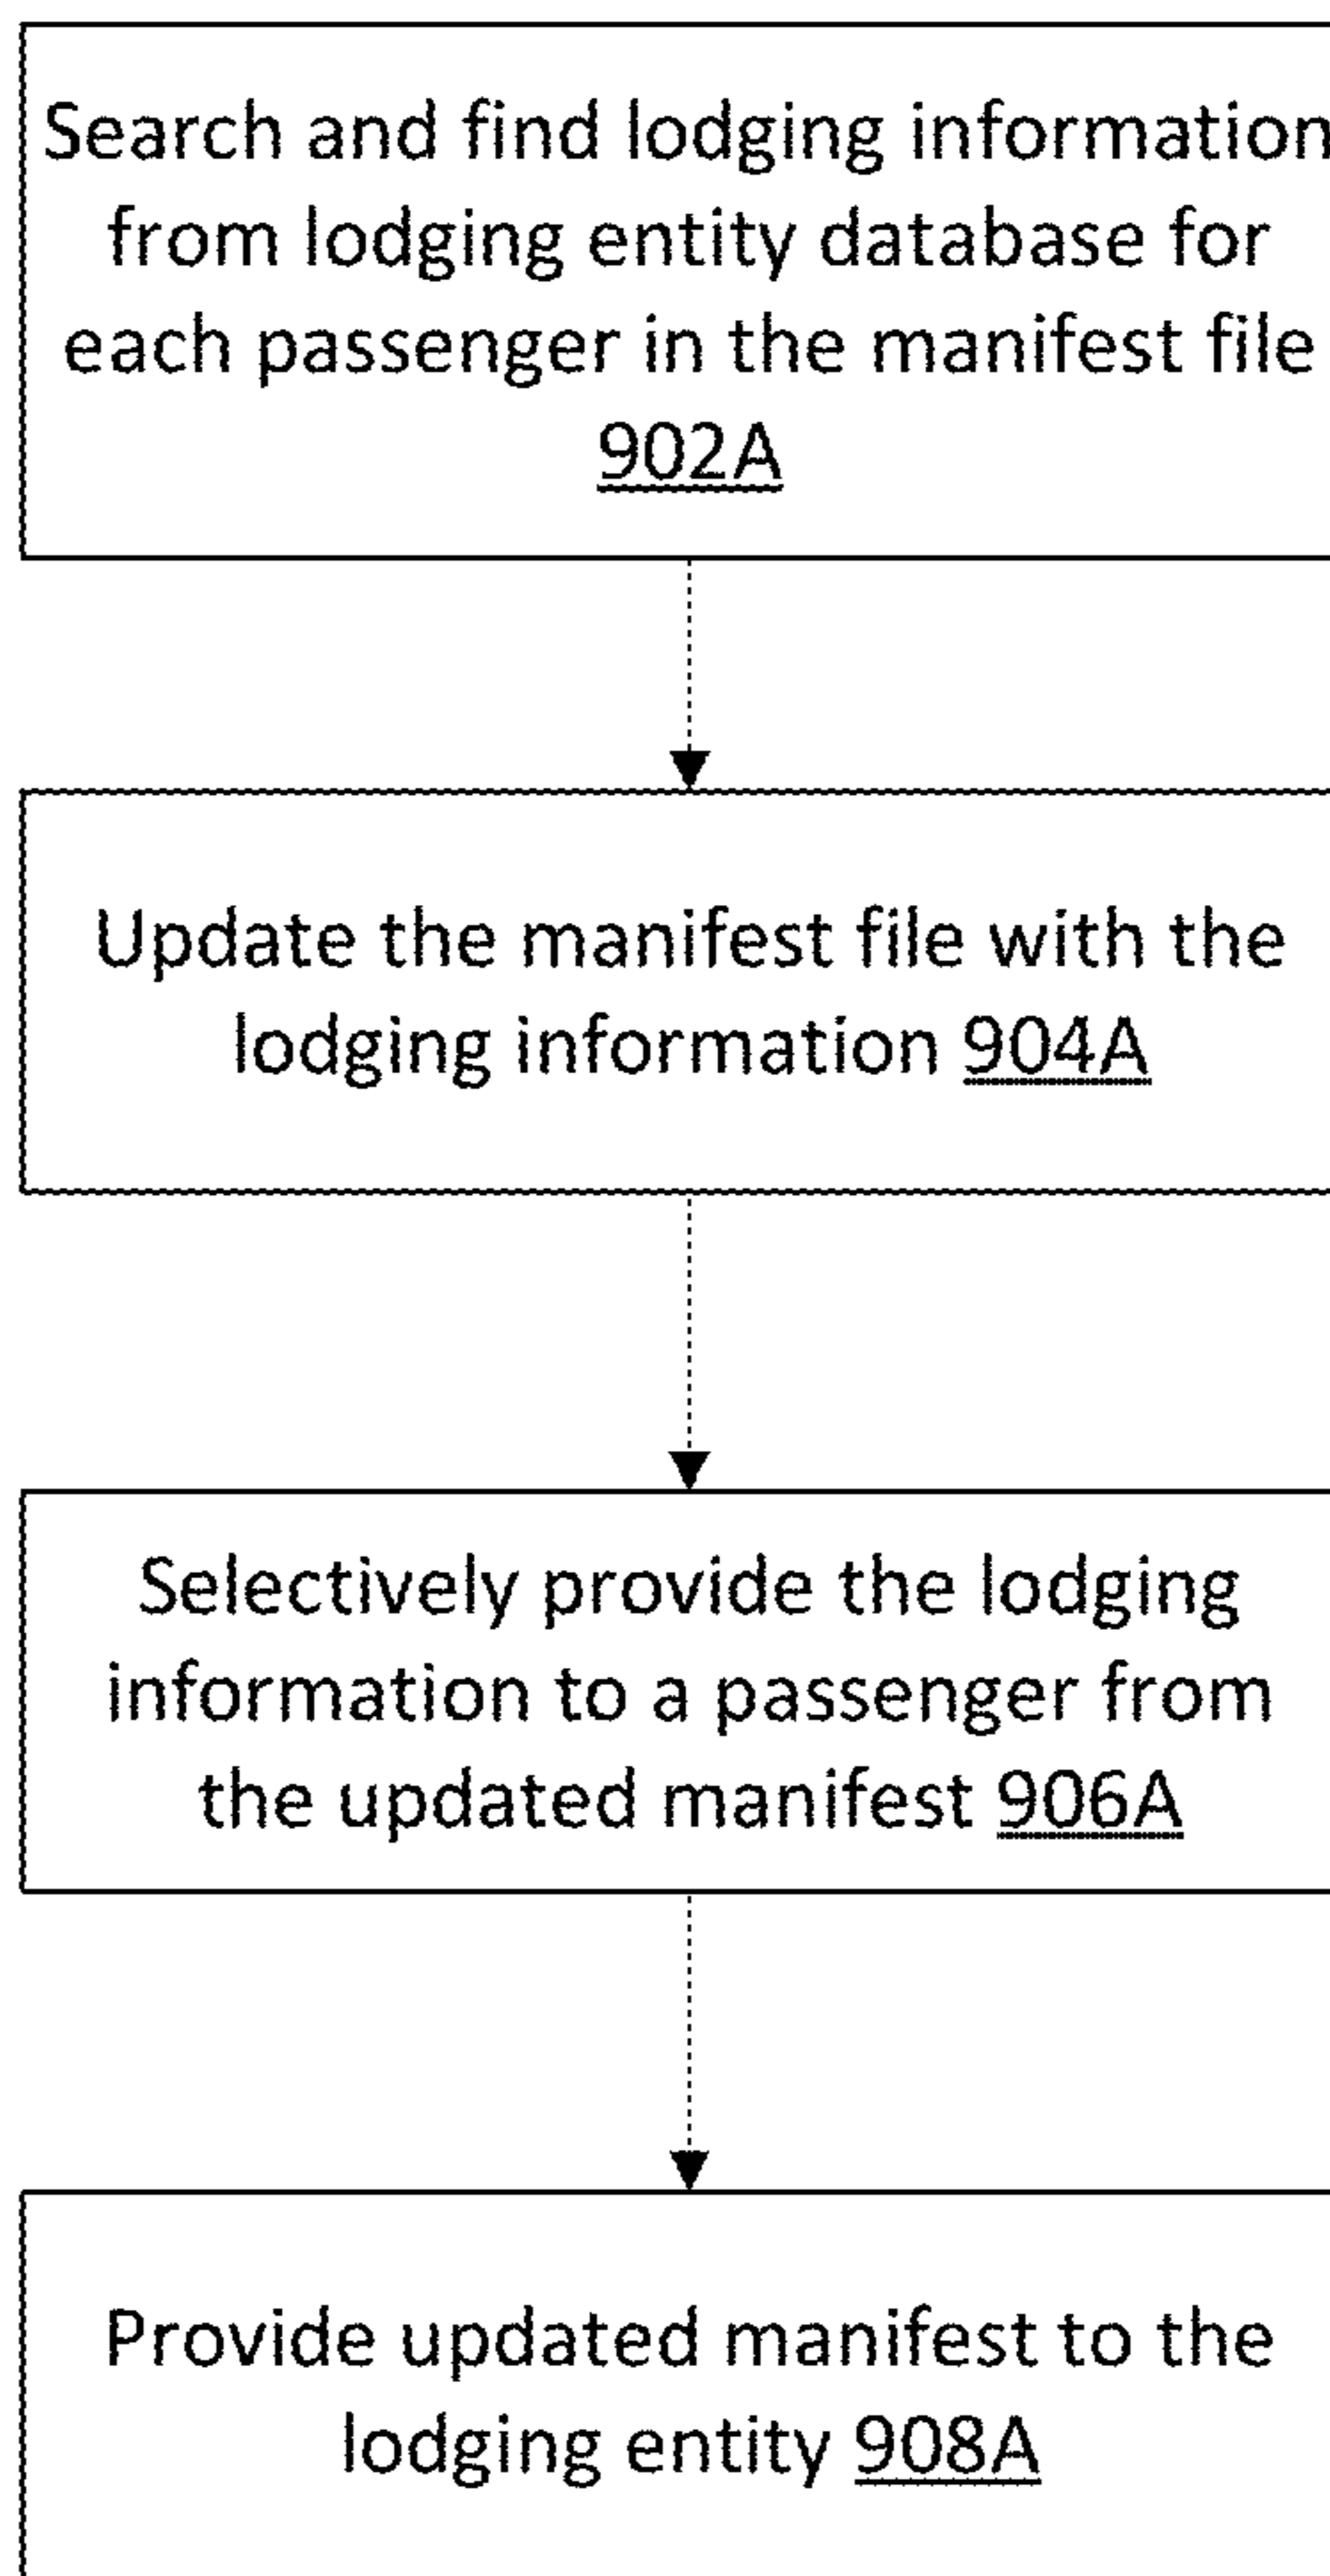 Search and find lodging information
from lodging entity database for
each passenger in the manifest file
902A
Update the manifest file with the
lodging information 904A
Selectively provide the lodging
information to a passenger from
the updated manifest 906A
Provide updated manifest to the
lodging entity 908A